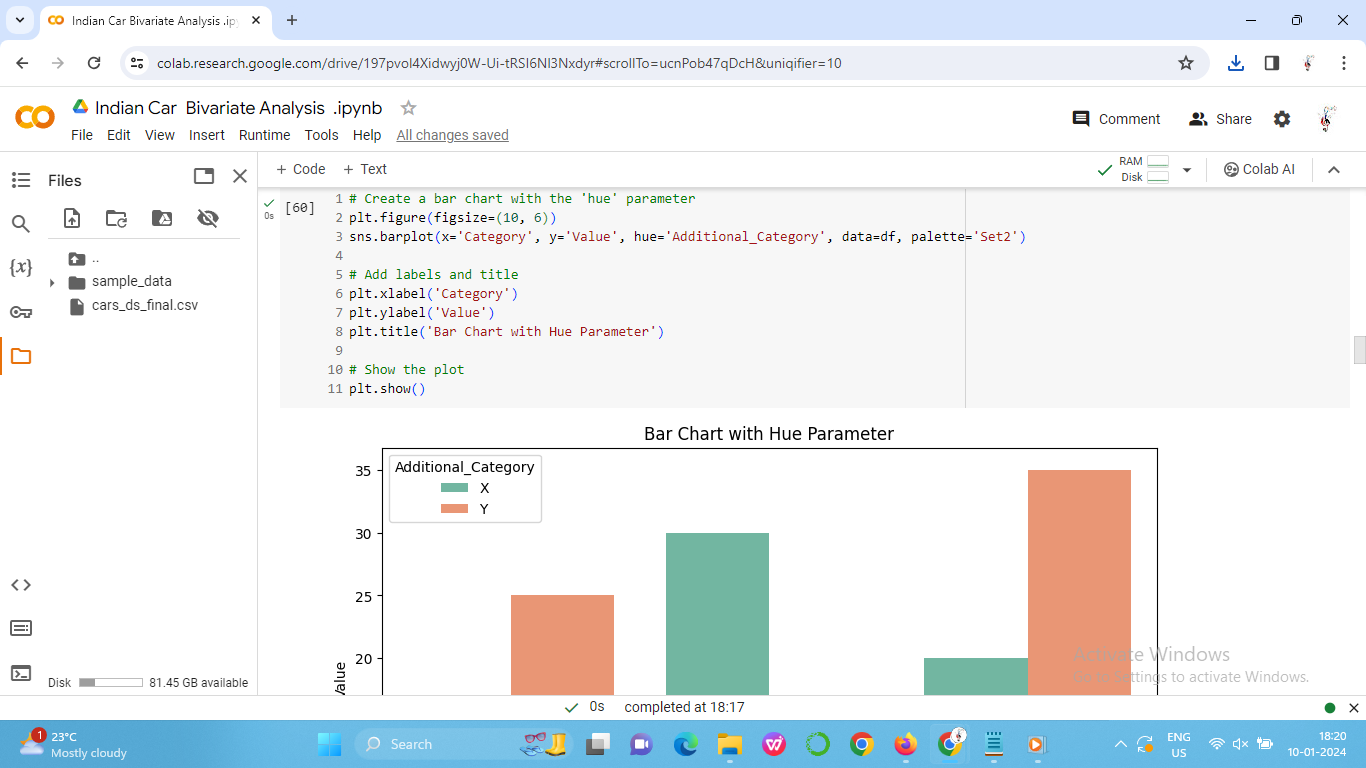 Indian Car Bivariate Analysis .ip
colab.research.google.com/drive/197pvol4Xidwyj0W-Ui-tRSI6NI3Nxdyr#scrollTo=ucnPob47qDcH&uniqifier=10
Indian Car  Bivariate Analysis  .ipynb
File Edit View Insert Runtime Tools Help All changes saved
Comment Share
Files
+ Code + Text
RAM
Disk
Colab AI
..
sample_data
cars_ds_final.csv
[60]
0s
1 # Create a bar chart with the 'hue' parameter
2 plt.figure(figsize=(10, 6))
3 sns.barplot(x='Category', y='Value', hue='Additional_Category', data=df, palette='Set2')
4
5 # Add labels and title
6 plt.xlabel('Category')
7 plt.ylabel('Value')
8 plt.title('Bar Chart with Hue Parameter')
9
10 # Show the plot
11 plt.show()
Bar Chart with Hue Parameter
Additional_Category
X
Y
35
30
25
20
Value
Activate Windows
settings to activate Windows.
Disk 81.45 GB available
0s completed at 18:17
1
23°C
Mostly cloudy
Search
ENG
US
18:20
10-01-2024